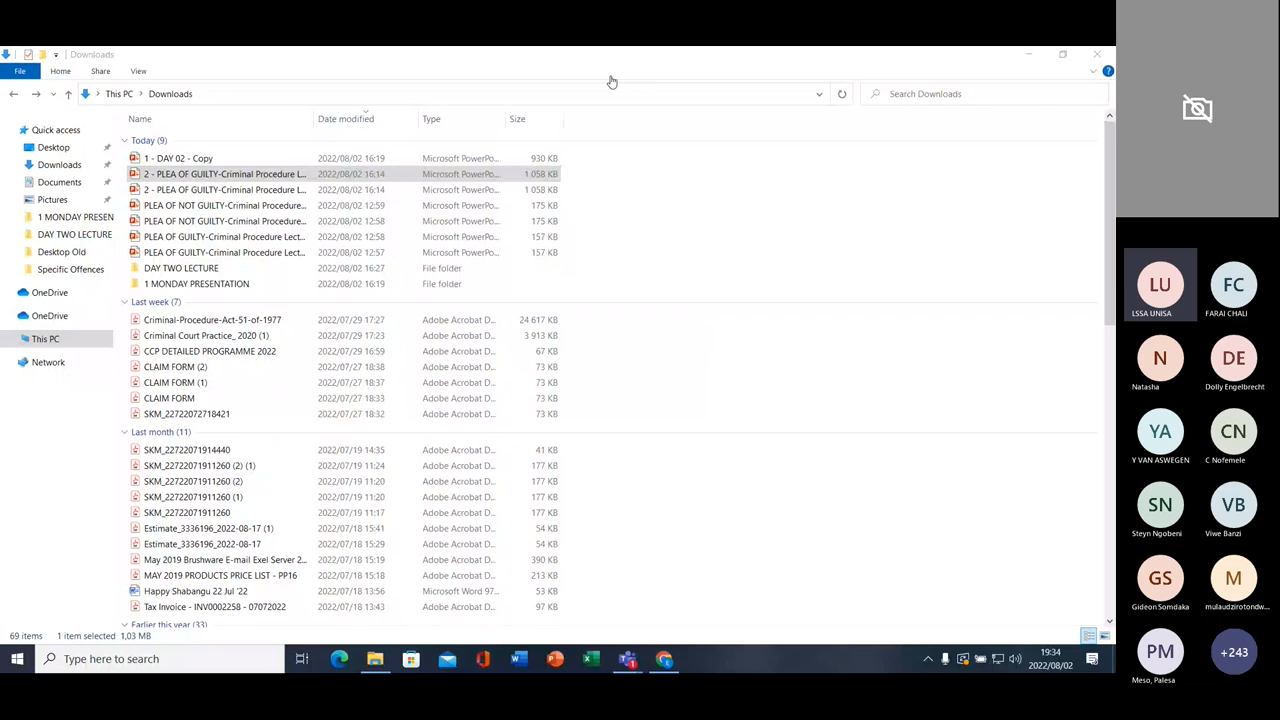 Downloads
File Home Share View
This PC Downloads Search Downloads
Name Date modified Type Size
Quick access
Desktop
Downloads
Documents
Pictures
1 MONDAY PRESEN
DAY TWO LECTURE
Desktop Old
Specific Offences
OneDrive
OneDrive
This PC
Network
Today (9)
1 - DAY 02 - Copy 2022/08/02 16:19 Microsoft PowerPo... 930 KB
2 - PLEA OF GUILTY-Criminal Procedure L... 2022/08/02 16:14 Microsoft PowerPo... 1 058 KB
2 - PLEA OF GUILTY-Criminal Procedure L... 2022/08/02 16:14 Microsoft PowerPo... 1 058 KB
PLEA OF NOT GUILTY-Criminal Procedure... 2022/08/02 12:59 Microsoft PowerPo... 175 KB
PLEA OF NOT GUILTY-Criminal Procedure... 2022/08/02 12:58 Microsoft PowerPo... 175 KB
PLEA OF GUILTY-Criminal Procedure Lect... 2022/08/02 12:58 Microsoft PowerPo... 157 KB
PLEA OF GUILTY-Criminal Procedure Lect... 2022/08/02 12:57 Microsoft PowerPo... 157 KB
DAY TWO LECTURE 2022/08/02 16:27 File folder
1 MONDAY PRESENTATION 2022/08/02 16:19 File folder
Last week (7)
Criminal-Procedure-Act-51-of-1977 2022/07/29 17:27 Adobe Acrobat D... 24 617 KB
Criminal Court Practice_ 2020 (1) 2022/07/29 17:23 Adobe Acrobat D... 3 913 KB
CCP DETAILED PROGRAMME 2022 2022/07/29 16:59 Adobe Acrobat D... 67 KB
CLAIM FORM (2) 2022/07/27 18:38 Adobe Acrobat D... 73 KB
CLAIM FORM (1) 2022/07/27 18:37 Adobe Acrobat D... 73 KB
CLAIM FORM 2022/07/27 18:33 Adobe Acrobat D... 73 KB
SKM_22722072718421 2022/07/27 18:32 Adobe Acrobat D... 73 KB
Last month (11)
SKM_22722071914440 2022/07/19 14:35 Adobe Acrobat D... 41 KB
SKM_22722071911260 (2) (1) 2022/07/19 11:24 Adobe Acrobat D... 177 KB
SKM_22722071911260 (2) 2022/07/19 11:20 Adobe Acrobat D... 177 KB
SKM_22722071911260 (1) 2022/07/19 11:20 Adobe Acrobat D... 177 KB
SKM_22722071911260 2022/07/19 11:17 Adobe Acrobat D... 177 KB
Estimate_3336196_2022-08-17 (1) 2022/07/18 15:41 Adobe Acrobat D... 54 KB
Estimate_3336196_2022-08-17 2022/07/18 15:29 Adobe Acrobat D... 54 KB
May 2019 Brushware E-mail Exel Server 2... 2022/07/18 15:19 Adobe Acrobat D... 390 KB
MAY 2019 PRODUCTS PRICE LIST - PP16 2022/07/18 15:18 Adobe Acrobat D... 213 KB
Happy Shabangu 22 Jul '22 2022/07/18 13:56 Microsoft Word 97... 53 KB
Tax Invoice - INV0002258 - 07072022 2022/07/18 13:43 Adobe Acrobat D... 97 KB
Earlier this year (33)
69 items 1 item selected 1,03 MB
Type here to search
19:34
2022/08/02
LU FC
LSSA UNISA FARAI CHALI
N DE
Natasha Dolly Engelbrecht
YA CN
Y VAN ASWEGEN C Nofemele
SN VB
Steyn Ngobeni Viwe Banzi
GS M
Gideon Somdaka mulaudzirotondw...
PM +243
Meso, Palesa